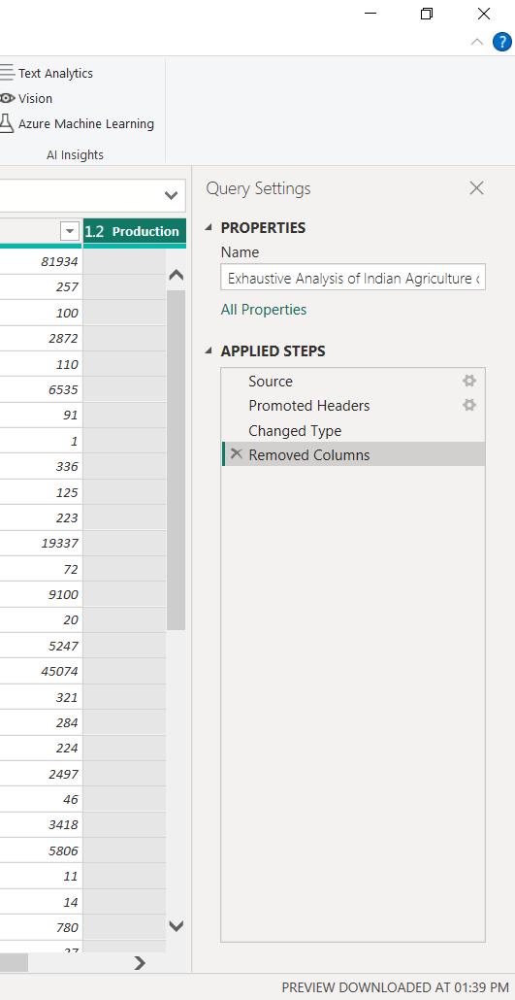 ?
Text Analytics
Vision
Azure Machine Learning
AI Insights
1.2 Production
81934
257
100
2872
110
6535
91
1
336
125
223
19337
72
9100
20
5247
45074
321
284
224
2497
46
3418
5806
11
14
780
27
Query Settings
PROPERTIES
Name
Exhaustive Analysis of Indian Agriculture
All Properties
APPLIED STEPS
Source
Promoted Headers
Changed Type
Removed Columns
PREVIEW DOWNLOADED AT 01:39 PM